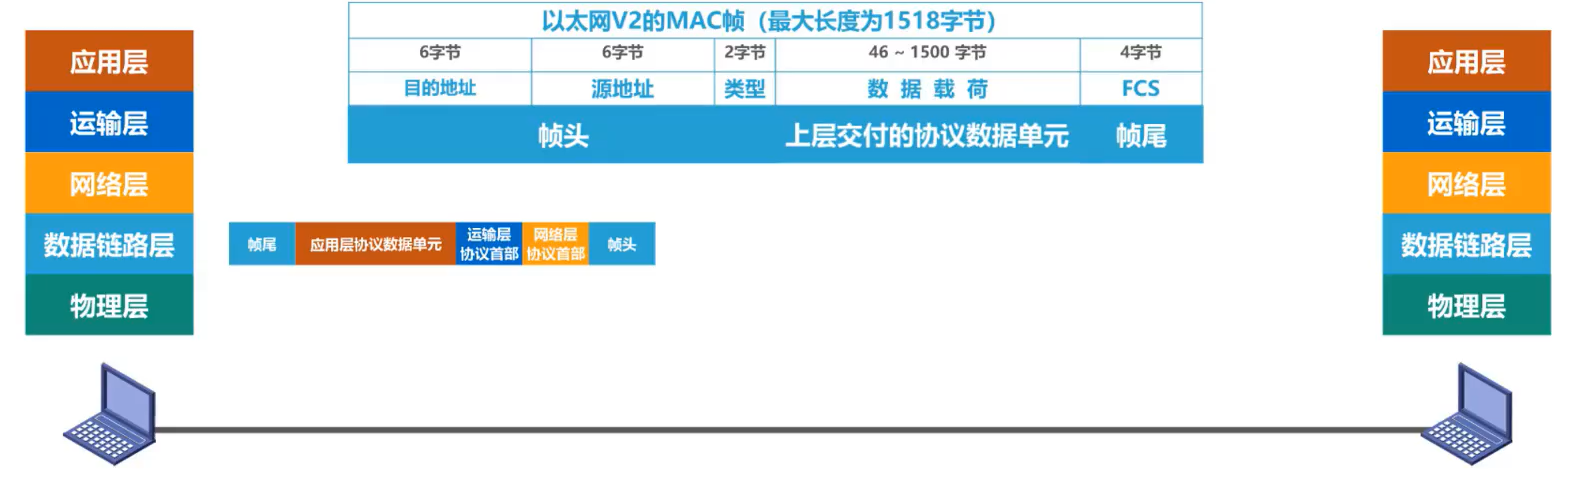 以太网V2的MAC帧（最大长度为1518字节）
6字节 6字节 2字节 46 ~ 1500 字节 4字节
目的地址 源地址 类型 数 据 载 荷 FCS
帧头 上层交付的协议数据单元 帧尾
应用层
运输层
网络层
数据链路层
物理层
帧尾 应用层协议数据单元 运输层 网络层 帧头
协议首部 协议首部
应用层
运输层
网络层
数据链路层
物理层